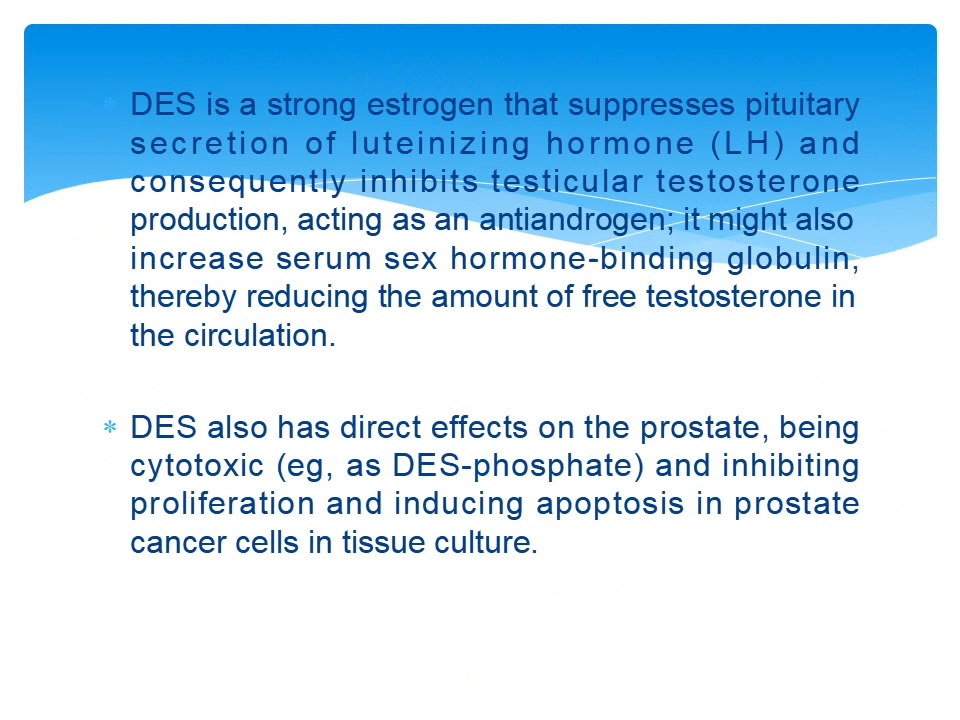 * DES is a strong estrogen that suppresses pituitary
secretion of luteinizing hormone (LH) and
consequently inhibits testicular testosterone
production, acting as an antiandrogen; it might also
increase serum sex hormone-binding globulin,
thereby reducing the amount of free testosterone in
the circulation.
* DES also has direct effects on the prostate, being
cytotoxic (eg, as DES-phosphate) and inhibiting
proliferation and inducing apoptosis in prostate
cancer cells in tissue culture.